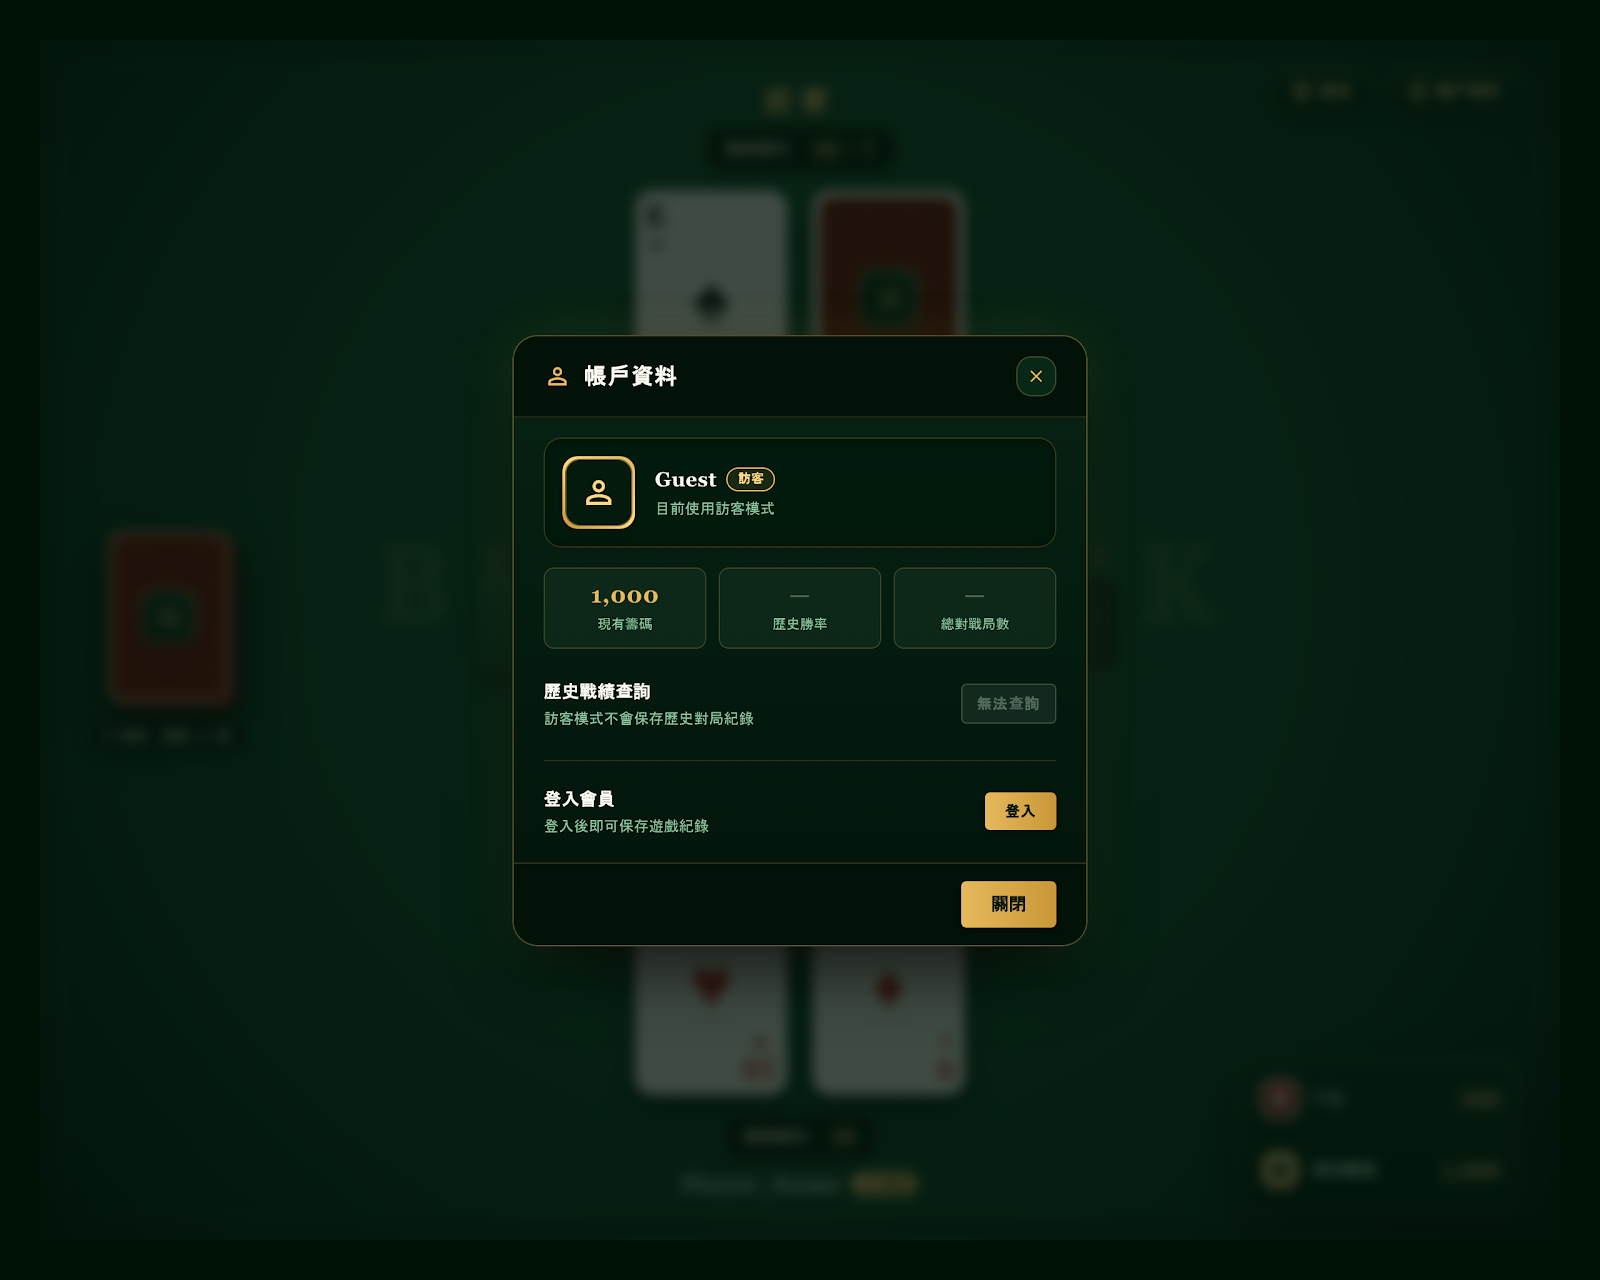 帳戶資料
Guest 訪客
目前使用訪客模式
1,000
現有籌碼
—
歷史勝率
—
總對戰局數
歷史戰績查詢
訪客模式不會保存歷史對局紀錄
無法查詢
登入會員
登入後即可保存遊戲紀錄
登入
關閉